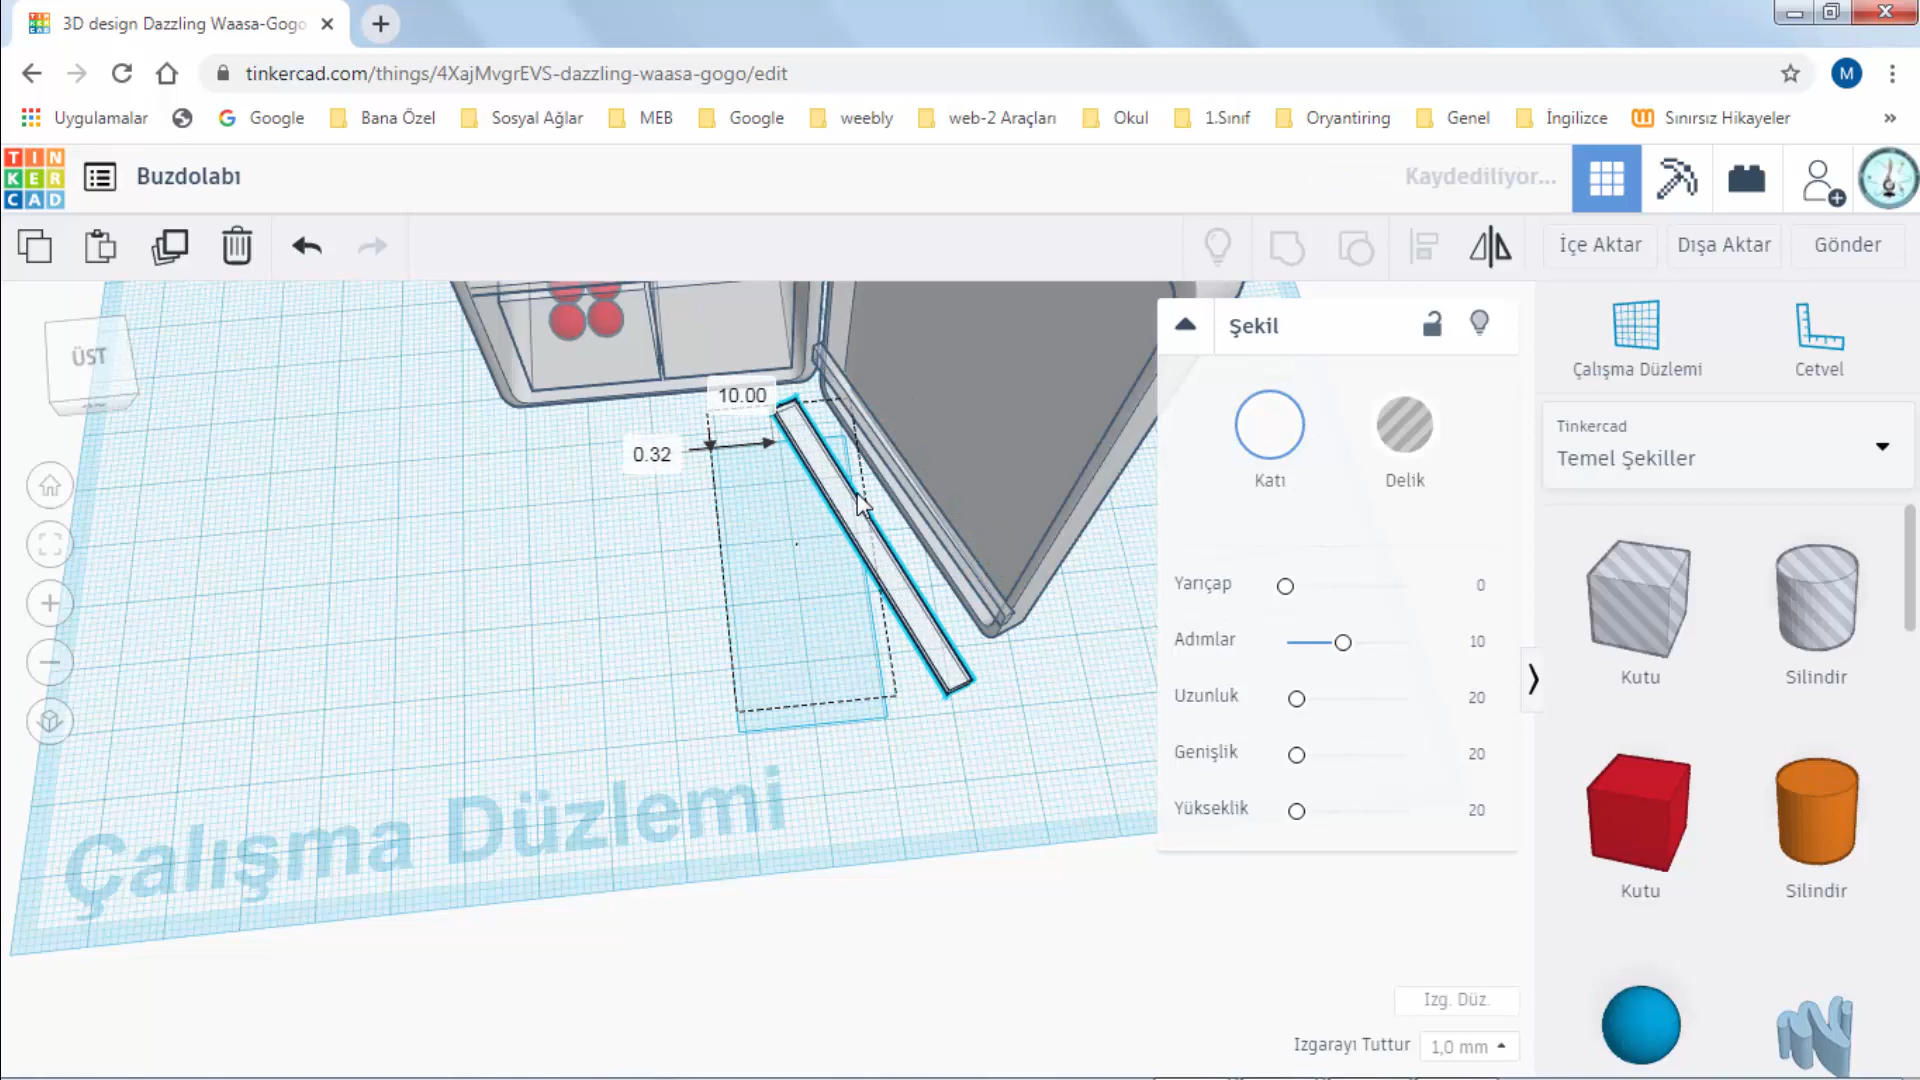 3D design Dazzling Waasa-Gogo
tinkercad.com/things/4XajMvgrEVS-dazzling-waasa-gogo/edit
M
Uygulamalar
Google
Bana Özel
Sosyal Ağlar
MEB
Google
weebly
web-2 Araçları
Okul
1.Sınıf
Oryantiring
Genel
İngilizce
Sınırsız Hikayeler
»
TIN
KER
CAD
Buzdolabı
Kaydediliyor...
İçe Aktar
Dışa Aktar
Gönder
ÜST
10.00
0.32
Şekil
Katı
Delik
Yarıçap
0
Adımlar
10
Uzunluk
20
Genişlik
20
Yükseklik
20
Çalışma Düzlemi
Cetvel
Tinkercad
Temel Şekiller
Kutu
Silindir
Kutu
Silindir
Çalışma Düzlemi
Izg. Düz.
Izgarayı Tuttur
1,0 mm